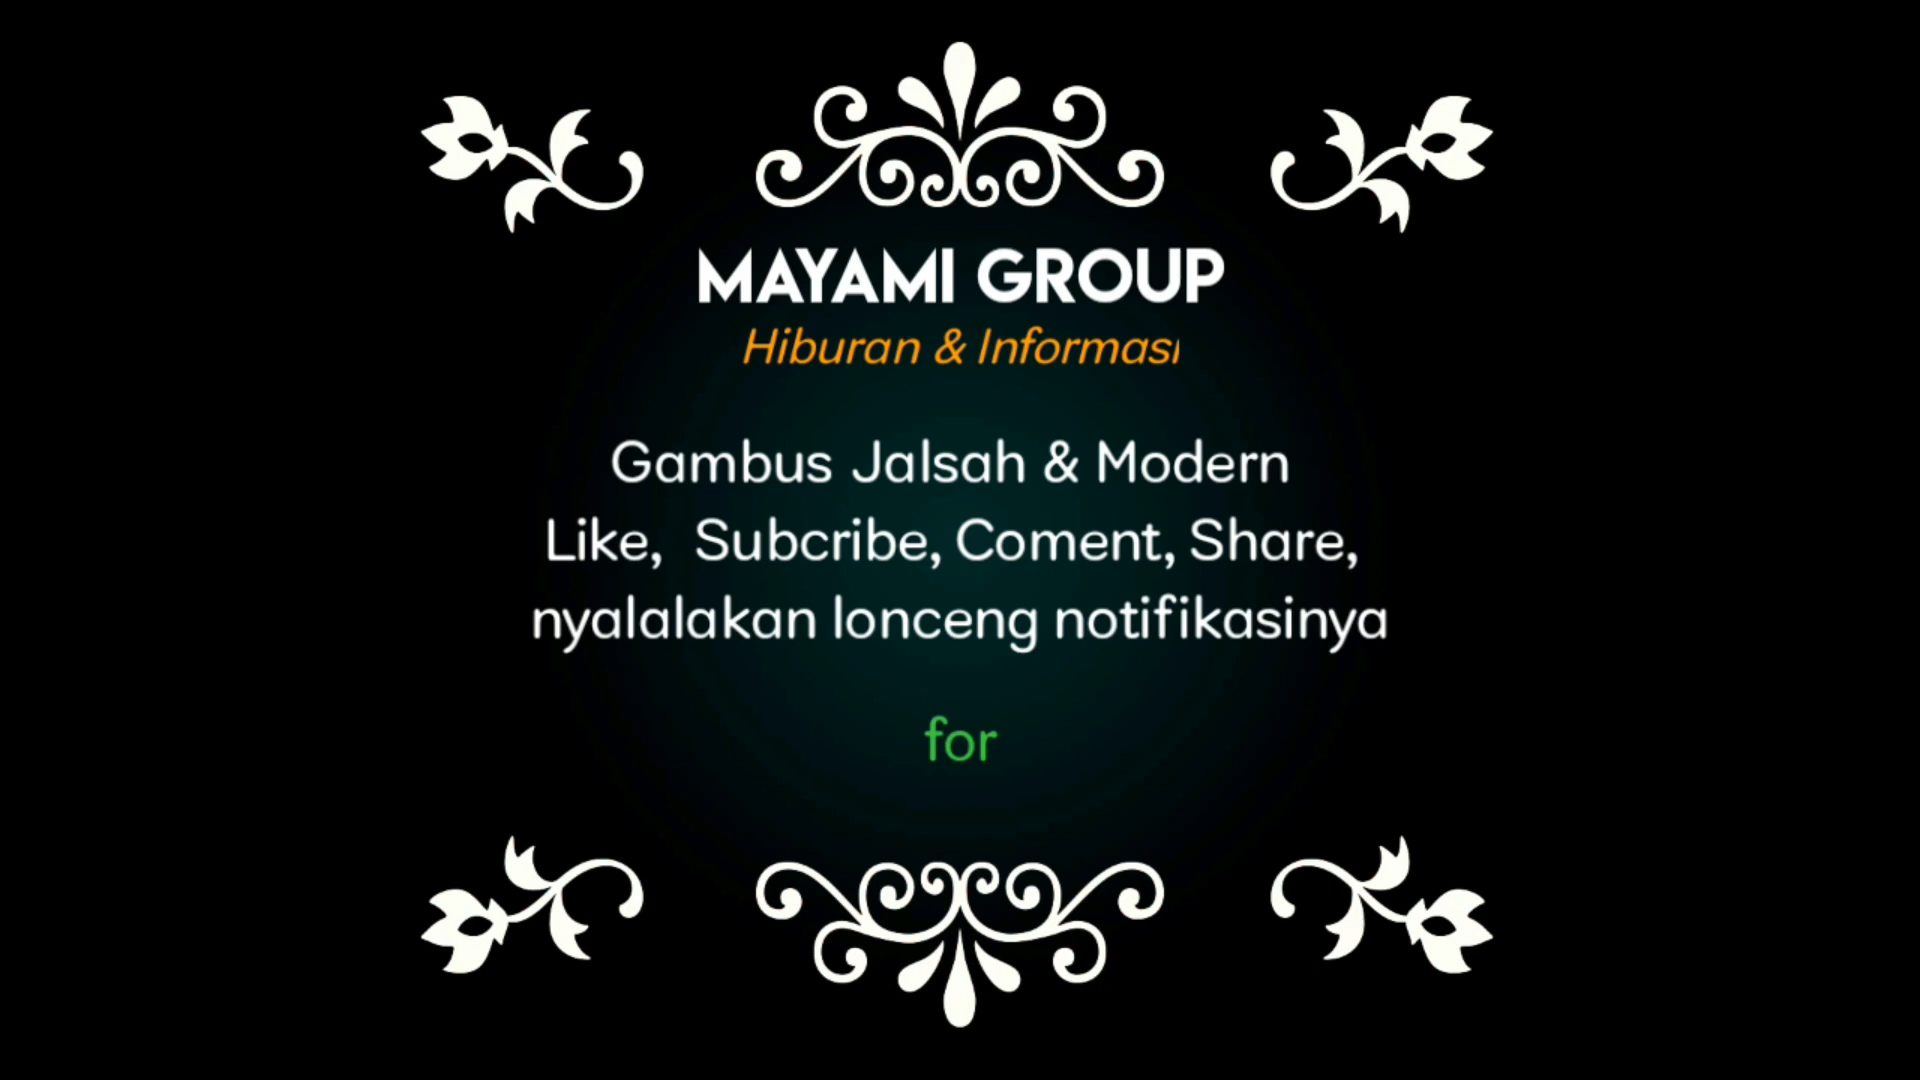 MAYAMI GROUP
Hiburan & Informasi
Gambus Jalsah & Modern
Like, Subcribe, Coment, Share,
nyalalakan lonceng notifikasinya
for